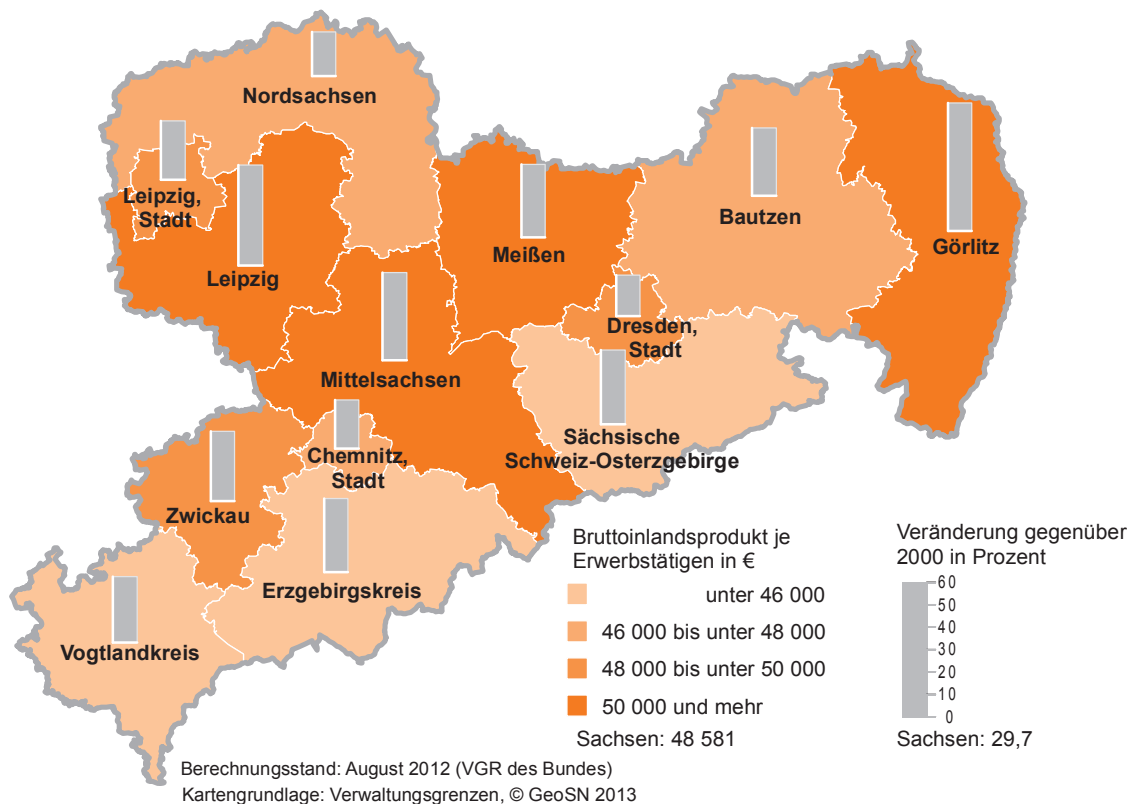 Nordsachsen
Leipzig,
Stadt
Leipzig
Meißen
Bautzen
Görlitz
Dresden,
Stadt
Mittelsachsen
Sächsische
Schweiz-Osterzgebirge
Chemnitz,
Stadt
Zwickau
Erzgebirgskreis
Vogtlandkreis
Bruttoinlandsprodukt je
Erwerbstätigen in €
unter 46 000
46 000 bis unter 48 000
48 000 bis unter 50 000
50 000 und mehr
Sachsen: 48 581
Veränderung gegenüber
2000 in Prozent
60
50
40
30
20
10
0
Sachsen: 29,7
Berechnungsstand: August 2012 (VGR des Bundes)
Kartengrundlage: Verwaltungsgrenzen, © GeoSN 2013